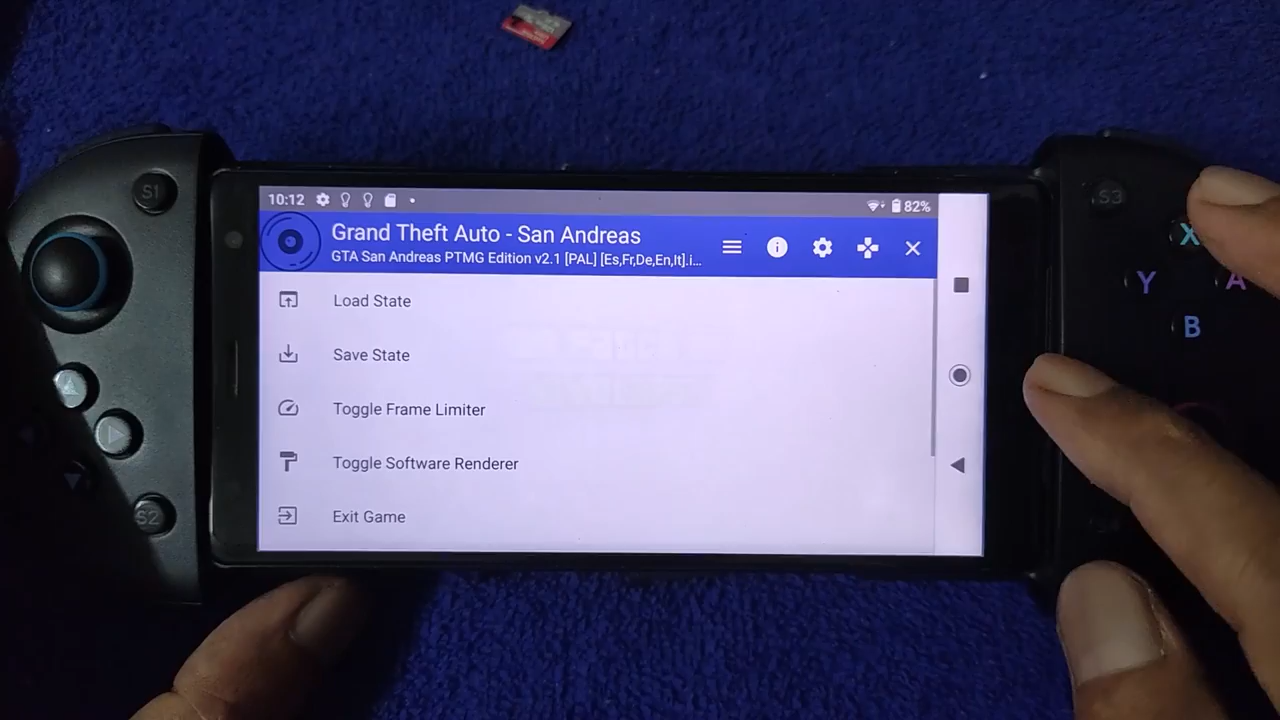 S1
S3
10:12
82%
Grand Theft Auto - San Andreas
GTA San Andreas PTMG Edition v2.1 [PAL] [Es,Fr,De,En,It].i...
Load State
Save State
Toggle Frame Limiter
Toggle Software Renderer
Exit Game
X
Y
A
B
S2